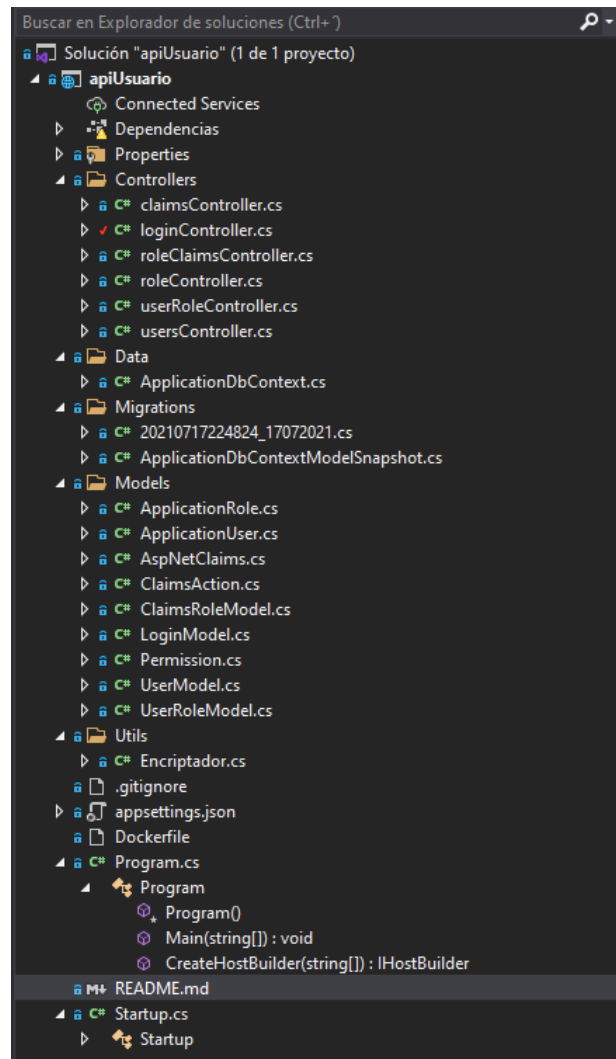 Buscar en Explorador de soluciones (Ctrl+´)
Solución "apiUsuario" (1 de 1 proyecto)
apiUsuario
Connected Services
Dependencias
Properties
Controllers
C# claimsController.cs
C# loginController.cs
C# roleClaimsController.cs
C# roleController.cs
C# userRoleController.cs
C# usersController.cs
Data
C# ApplicationDbContext.cs
Migrations
C# 20210717224824_17072021.cs
C# ApplicationDbContextModelSnapshot.cs
Models
C# ApplicationRole.cs
C# ApplicationUser.cs
C# AspNetClaims.cs
C# ClaimsAction.cs
C# ClaimsRoleModel.cs
C# LoginModel.cs
C# Permission.cs
C# UserModel.cs
C# UserRoleModel.cs
Utils
C# Encriptador.cs
.gitignore
appsettings.json
Dockerfile
C# Program.cs
Program
Program()
Main(string[]) : void
CreateHostBuilder(string[]) : IHostBuilder
M↓ README.md
C# Startup.cs
Startup